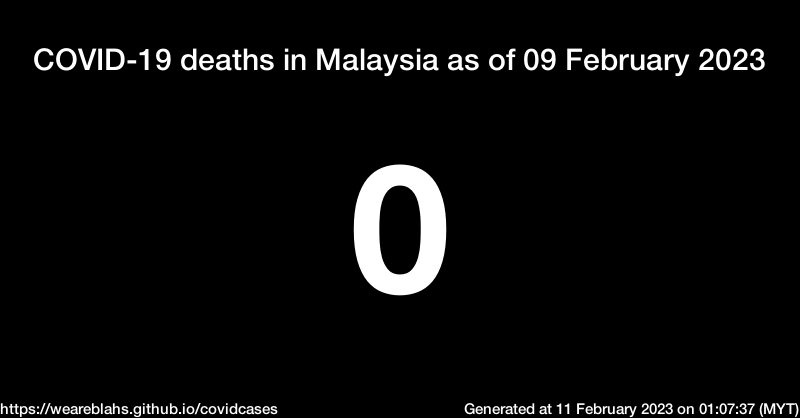 COVID-19 deaths in Malaysia as of 09 February 2023
0
https://weareblahs.github.io/covidcases
Generated at 11 February 2023 on 01:07:37 (MYT)